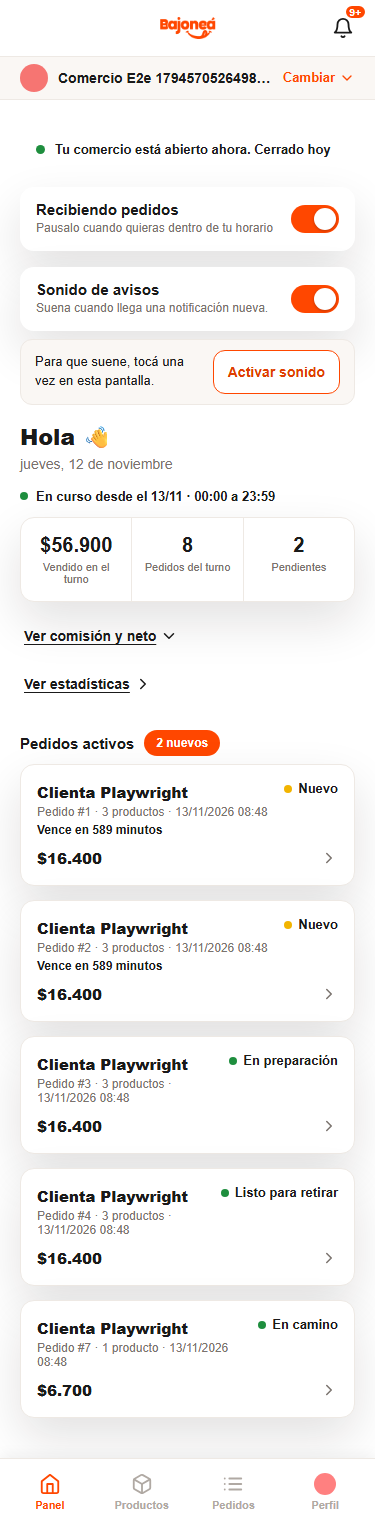 Bajoneá
9+
Comercio E2e 1794570526498...
Cambiar
Tu comercio está abierto ahora. Cerrado hoy
Recibiendo pedidos
Pausalo cuando quieras dentro de tu horario
Sonido de avisos
Suena cuando llega una notificación nueva.
Para que suene, tocá una
vez en esta pantalla.
Activar sonido
Hola 👋
jueves, 12 de noviembre
En curso desde el 13/11 · 00:00 a 23:59
$56.900
Vendido en el
turno
8
Pedidos del turno
2
Pendientes
Ver comisión y neto
Ver estadísticas
Pedidos activos
2 nuevos
Clienta Playwright
Nuevo
Pedido #1 · 3 productos · 13/11/2026 08:48
Vence en 589 minutos
$16.400
Clienta Playwright
Nuevo
Pedido #2 · 3 productos · 13/11/2026 08:48
Vence en 589 minutos
$16.400
Clienta Playwright
En preparación
Pedido #3 · 3 productos ·
13/11/2026 08:48
$16.400
Clienta Playwright
Listo para retirar
Pedido #4 · 3 productos ·
13/11/2026 08:48
$16.400
Clienta Playwright
En camino
Pedido #7 · 1 producto · 13/11/2026
08:48
$6.700
Panel
Productos
Pedidos
Perfil